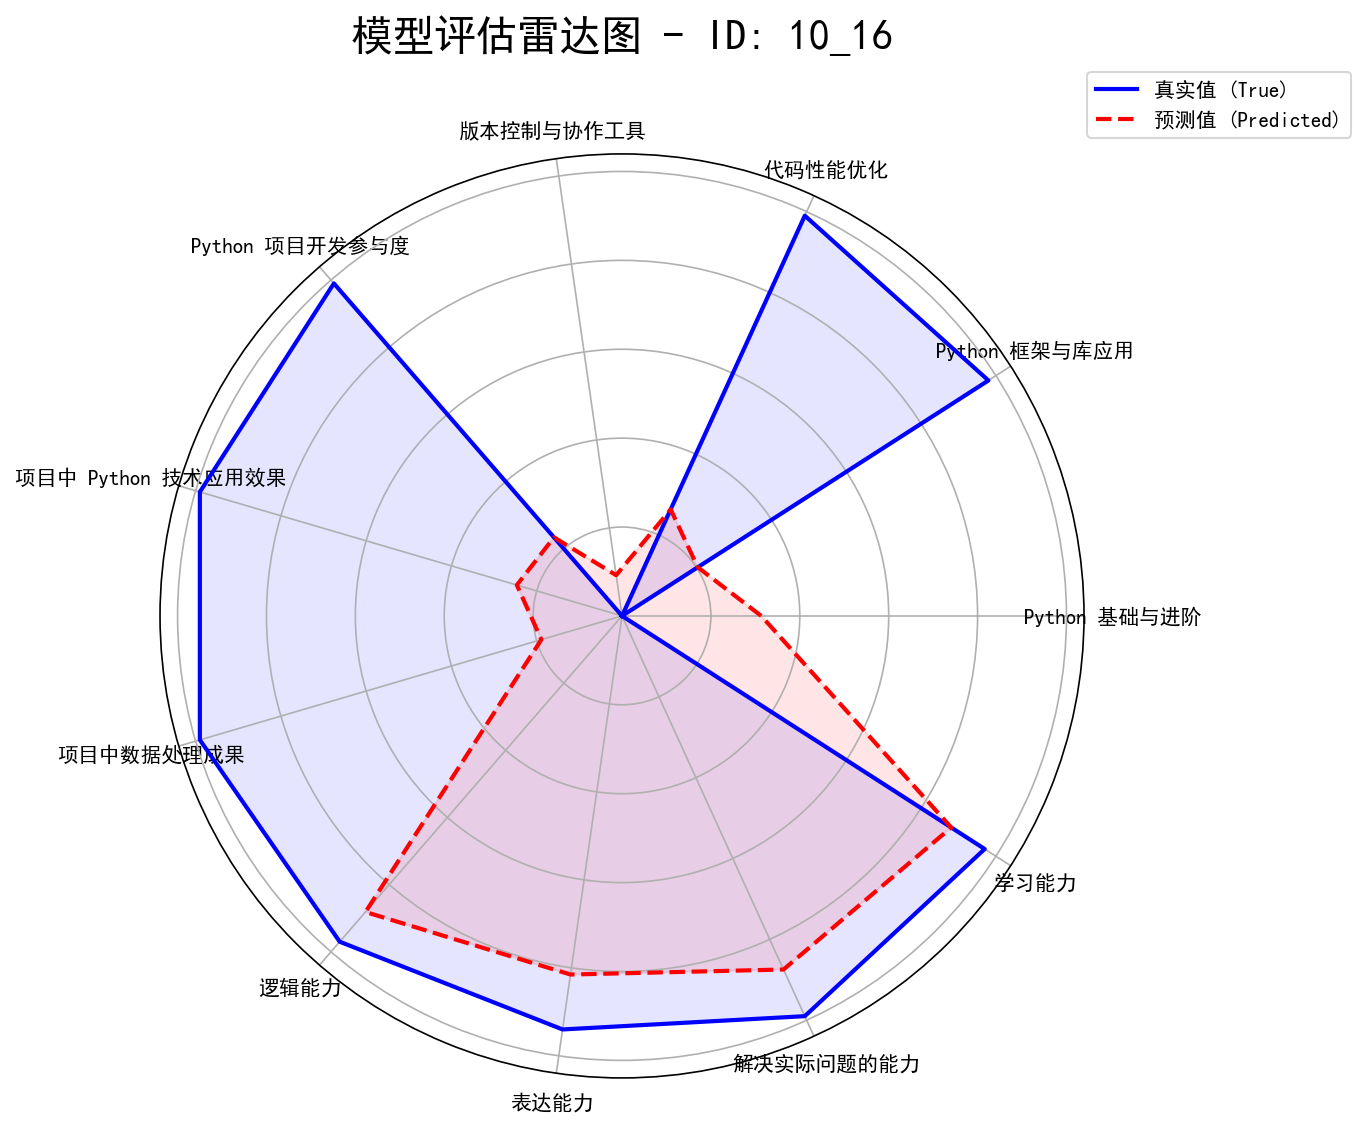 模型评估雷达图 - ID: 10_16
真实值 (True)
预测值 (Predicted)
版本控制与协作工具
代码性能优化
Python 项目开发参与度
Python 框架与库应用
项目中 Python 技术应用效果
Python 基础与进阶
项目中数据处理成果
学习能力
逻辑能力
解决实际问题的能力
表达能力